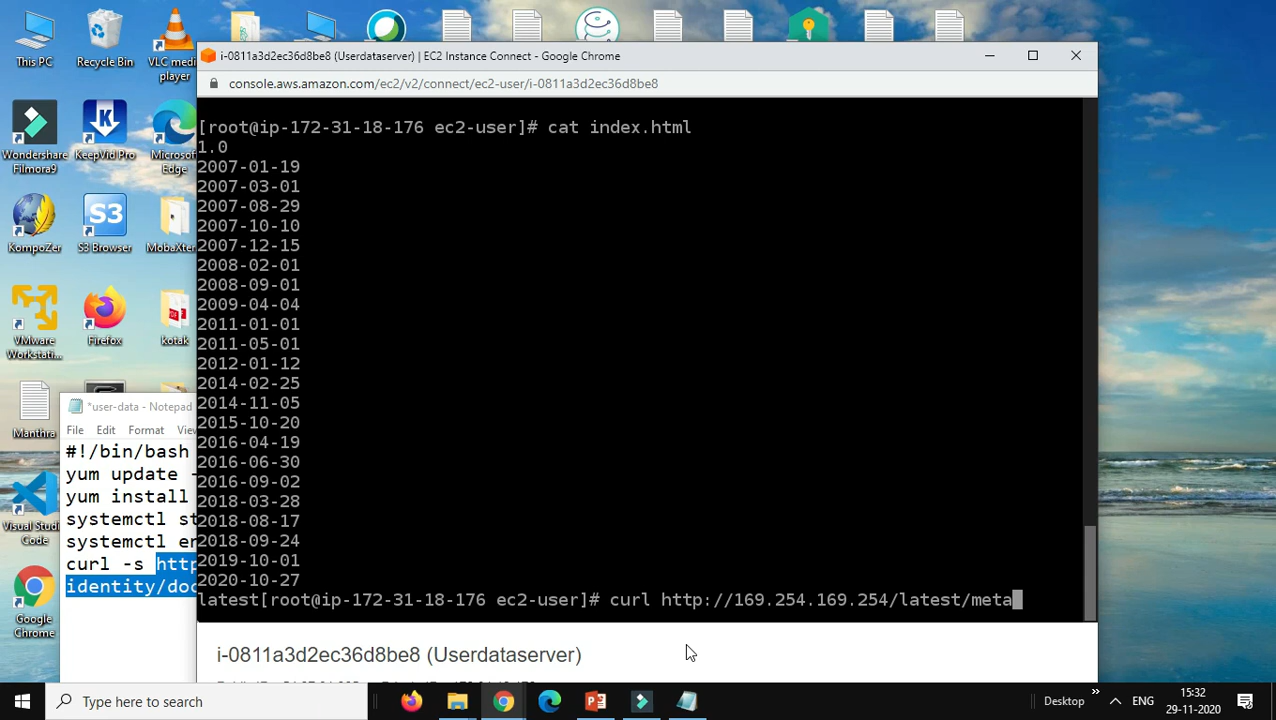 This PC
Recycle Bin
VLC media
player
i-0811a3d2ec36d8be8 (Userdataserver) | EC2 Instance Connect - Google Chrome
console.aws.amazon.com/ec2/v2/connect/ec2-user/i-0811a3d2ec36d8be8
[root@ip-172-31-18-176 ec2-user]# cat index.html
1.0
2007-01-19
2007-03-01
2007-08-29
2007-10-10
2007-12-15
2008-02-01
2008-09-01
2009-04-04
2011-01-01
2011-05-01
2012-01-12
2014-02-25
2014-11-05
2015-10-20
2016-04-19
2016-06-30
2016-09-02
2018-03-28
2018-08-17
2018-09-24
2019-10-01
2020-10-27
latest[root@ip-172-31-18-176 ec2-user]# curl http://169.254.169.254/latest/meta
i-0811a3d2ec36d8be8 (Userdataserver)
Wondershare
Filmora9
KeepVid Pro
Microsoft
Edge
KompoZer
S3
S3 Browser
MobaXter
VMware
Workstati...
Firefox
kotak
Manthra
Visual Studi
Code
Google
Chrome
*user-data - Notepad
File Edit Format Vie
#!/bin/bash
yum update -
yum install
systemctl st
systemctl en
curl -s http
identity/doc
Type here to search
Desktop
ENG
15:32
29-11-2020